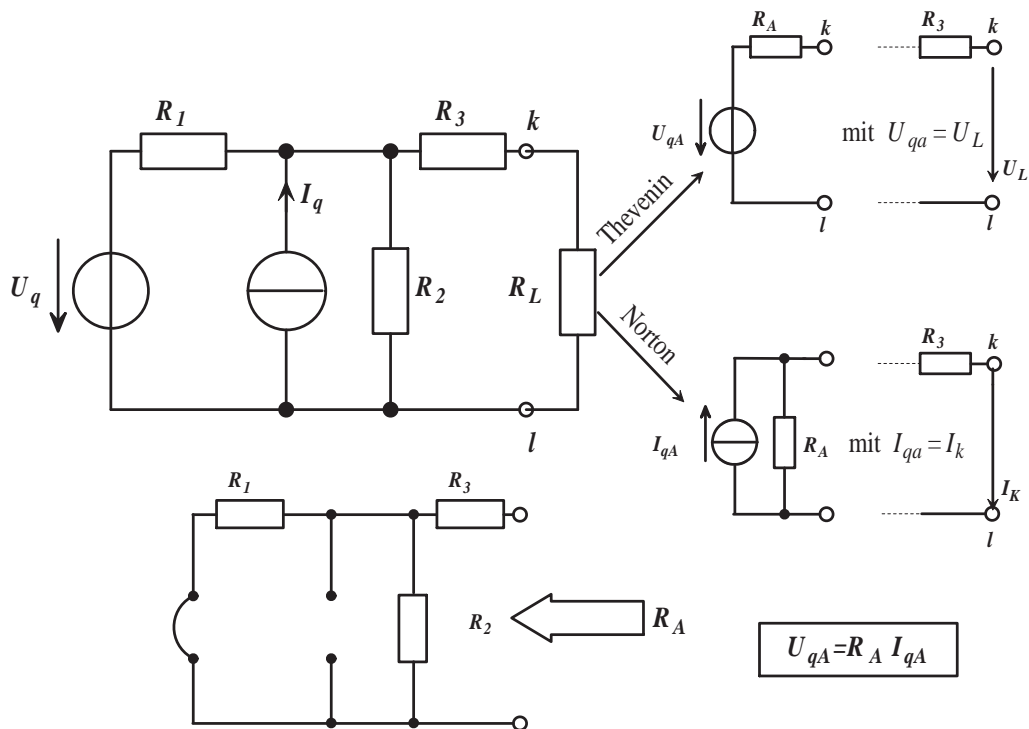 R1
R3
k
Iq
Uq
R2
RL
l
Thevenin
Norton
RA
k
R3
k
UqA
mit Uqa = UL
UL
l
l
R3
k
IqA
RA
mit Iqa = Ik
IK
l
R1
R3
R2
RA
UqA=RA IqA